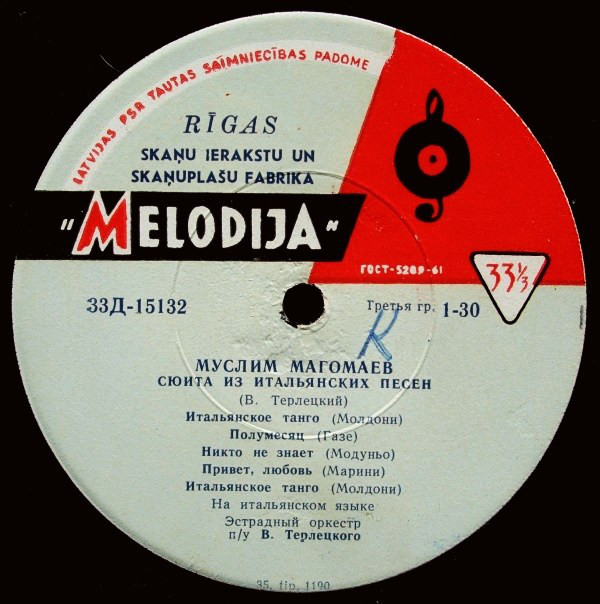 LATVIJAS PSR TAUTAS SAIMNIECĪBAS PADOME
RĪGAS
SKAŅU IERAKSTU UN
SKAŅUPLAŠU FABRIKA
"MELODIJA"
ГОСТ-5289-61
33⅓
33Д-15132
Третья гр. 1-30
R
МУСЛИМ МАГОМАЕВ
СЮИТА ИЗ ИТАЛЬЯНСКИХ ПЕСЕН
(В. Терлецкий)
Итальянское танго (Молдони)
Полумесяц (Газе)
Никто не знает (Модуньо)
Привет, любовь (Марини)
Итальянское танго (Молдони)
На итальянском языке
Эстрадный оркестр
п/у В. Терлецкого
35. tip. 1190